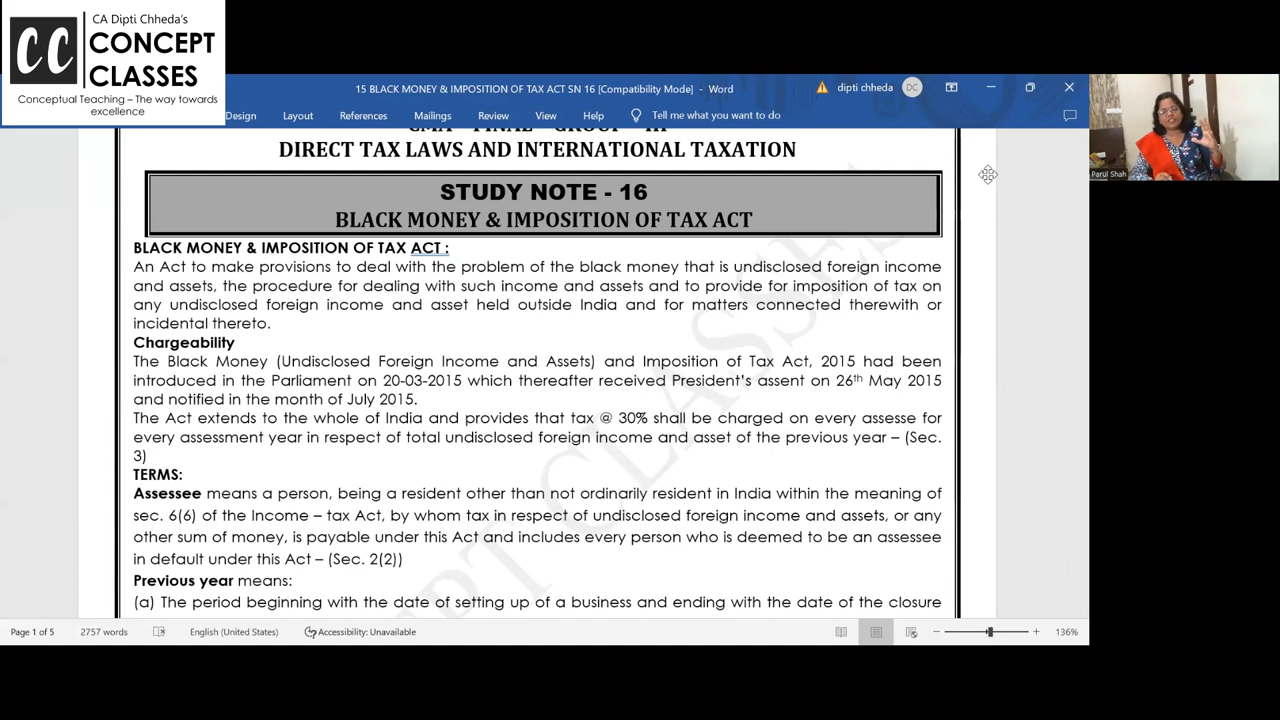 CA Dipti Chheda's
CC
CONCEPT
CLASSES
Conceptual Teaching – The way towards
excellence
15 BLACK MONEY & IMPOSITION OF TAX ACT SN 16 [Compatibility Mode] - Word
dipti chheda
DC
Design Layout References Mailings Review View Help Tell me what you want to do
CMA – FINAL – GROUP – III
DIRECT TAX LAWS AND INTERNATIONAL TAXATION
STUDY NOTE - 16
BLACK MONEY & IMPOSITION OF TAX ACT
BLACK MONEY & IMPOSITION OF TAX ACT :
An Act to make provisions to deal with the problem of the black money that is undisclosed foreign income
and assets, the procedure for dealing with such income and assets and to provide for imposition of tax on
any undisclosed foreign income and asset held outside India and for matters connected therewith or
incidental thereto.
Chargeability
The Black Money (Undisclosed Foreign Income and Assets) and Imposition of Tax Act, 2015 had been
introduced in the Parliament on 20-03-2015 which thereafter received President's assent on 26th May 2015
and notified in the month of July 2015.
The Act extends to the whole of India and provides that tax @ 30% shall be charged on every assesse for
every assessment year in respect of total undisclosed foreign income and asset of the previous year – (Sec.
3)
TERMS:
Assessee means a person, being a resident other than not ordinarily resident in India within the meaning of
sec. 6(6) of the Income – tax Act, by whom tax in respect of undisclosed foreign income and assets, or any
other sum of money, is payable under this Act and includes every person who is deemed to be an assessee
in default under this Act – (Sec. 2(2))
Previous year means:
(a) The period beginning with the date of setting up of a business and ending with the date of the closure
Page 1 of 5 2757 words English (United States) Accessibility: Unavailable 136%
Parul Shah